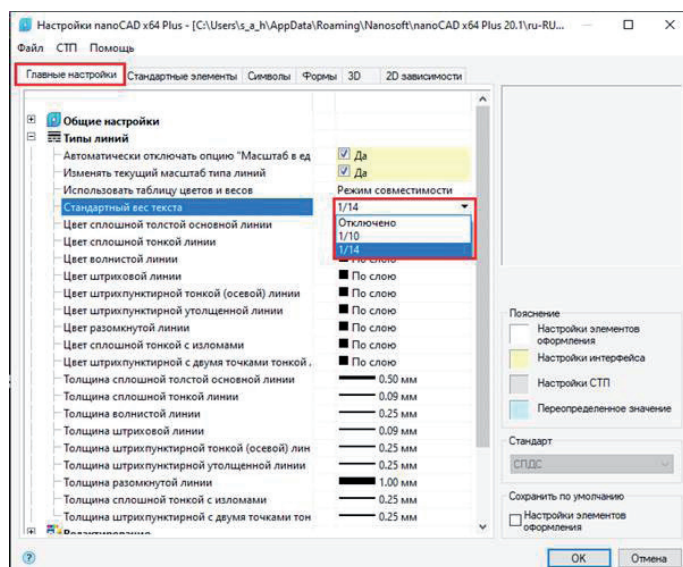 Настройки nanoCAD x64 Plus - [C:\Users\s_a_h\AppData\Roaming\Nanosoft\nanoCAD x64 Plus 20.1\ru-RU...
Файл СТП Помощь
Главные настройки Стандартные элементы Символы Формы 3D 2D зависимости
Общие настройки
Типы линий
Автоматически отключать опцию "Масштаб в ед Да
Изменять текущий масштаб типа линий Да
Использовать таблицу цветов и весов Режим совместимости
Стандартный вес текста 1/14
Цвет сплошной толстой основной линии Отключено
Цвет сплошной тонкой линии 1/10
1/14
Цвет волнистой линии По слою
Цвет штриховой линии По слою
Цвет штрихпунктирной тонкой (осевой) линии По слою
Цвет штрихпунктирной утолщенной линии По слою
Цвет разомкнутой линии По слою
Цвет сплошной тонкой с изломами По слою
Цвет штрихпунктирной с двумя точками тонкой . По слою
Толщина сплошной толстой основной линии 0.50 мм
Толщина сплошной тонкой линии 0.09 мм
Толщина волнистой линии 0.25 мм
Толщина штриховой линии 0.09 мм
Толщина штрихпунктирной тонкой (осевой) лин 0.25 мм
Толщина штрихпунктирной утолщенной линии 0.25 мм
Толщина разомкнутой линии 1.00 мм
Толщина сплошной тонкой с изломами 0.25 мм
Толщина штрихпунктирной с двумя точками тон 0.25 мм
Редактирование
Пояснение
Настройки элементов
оформления
Настройки интерфейса
Настройки СТП
Переопределенное значение
Стандарт
СПДС
Сохранить по умолчанию
Настройки элементов
оформления
OK Отмена